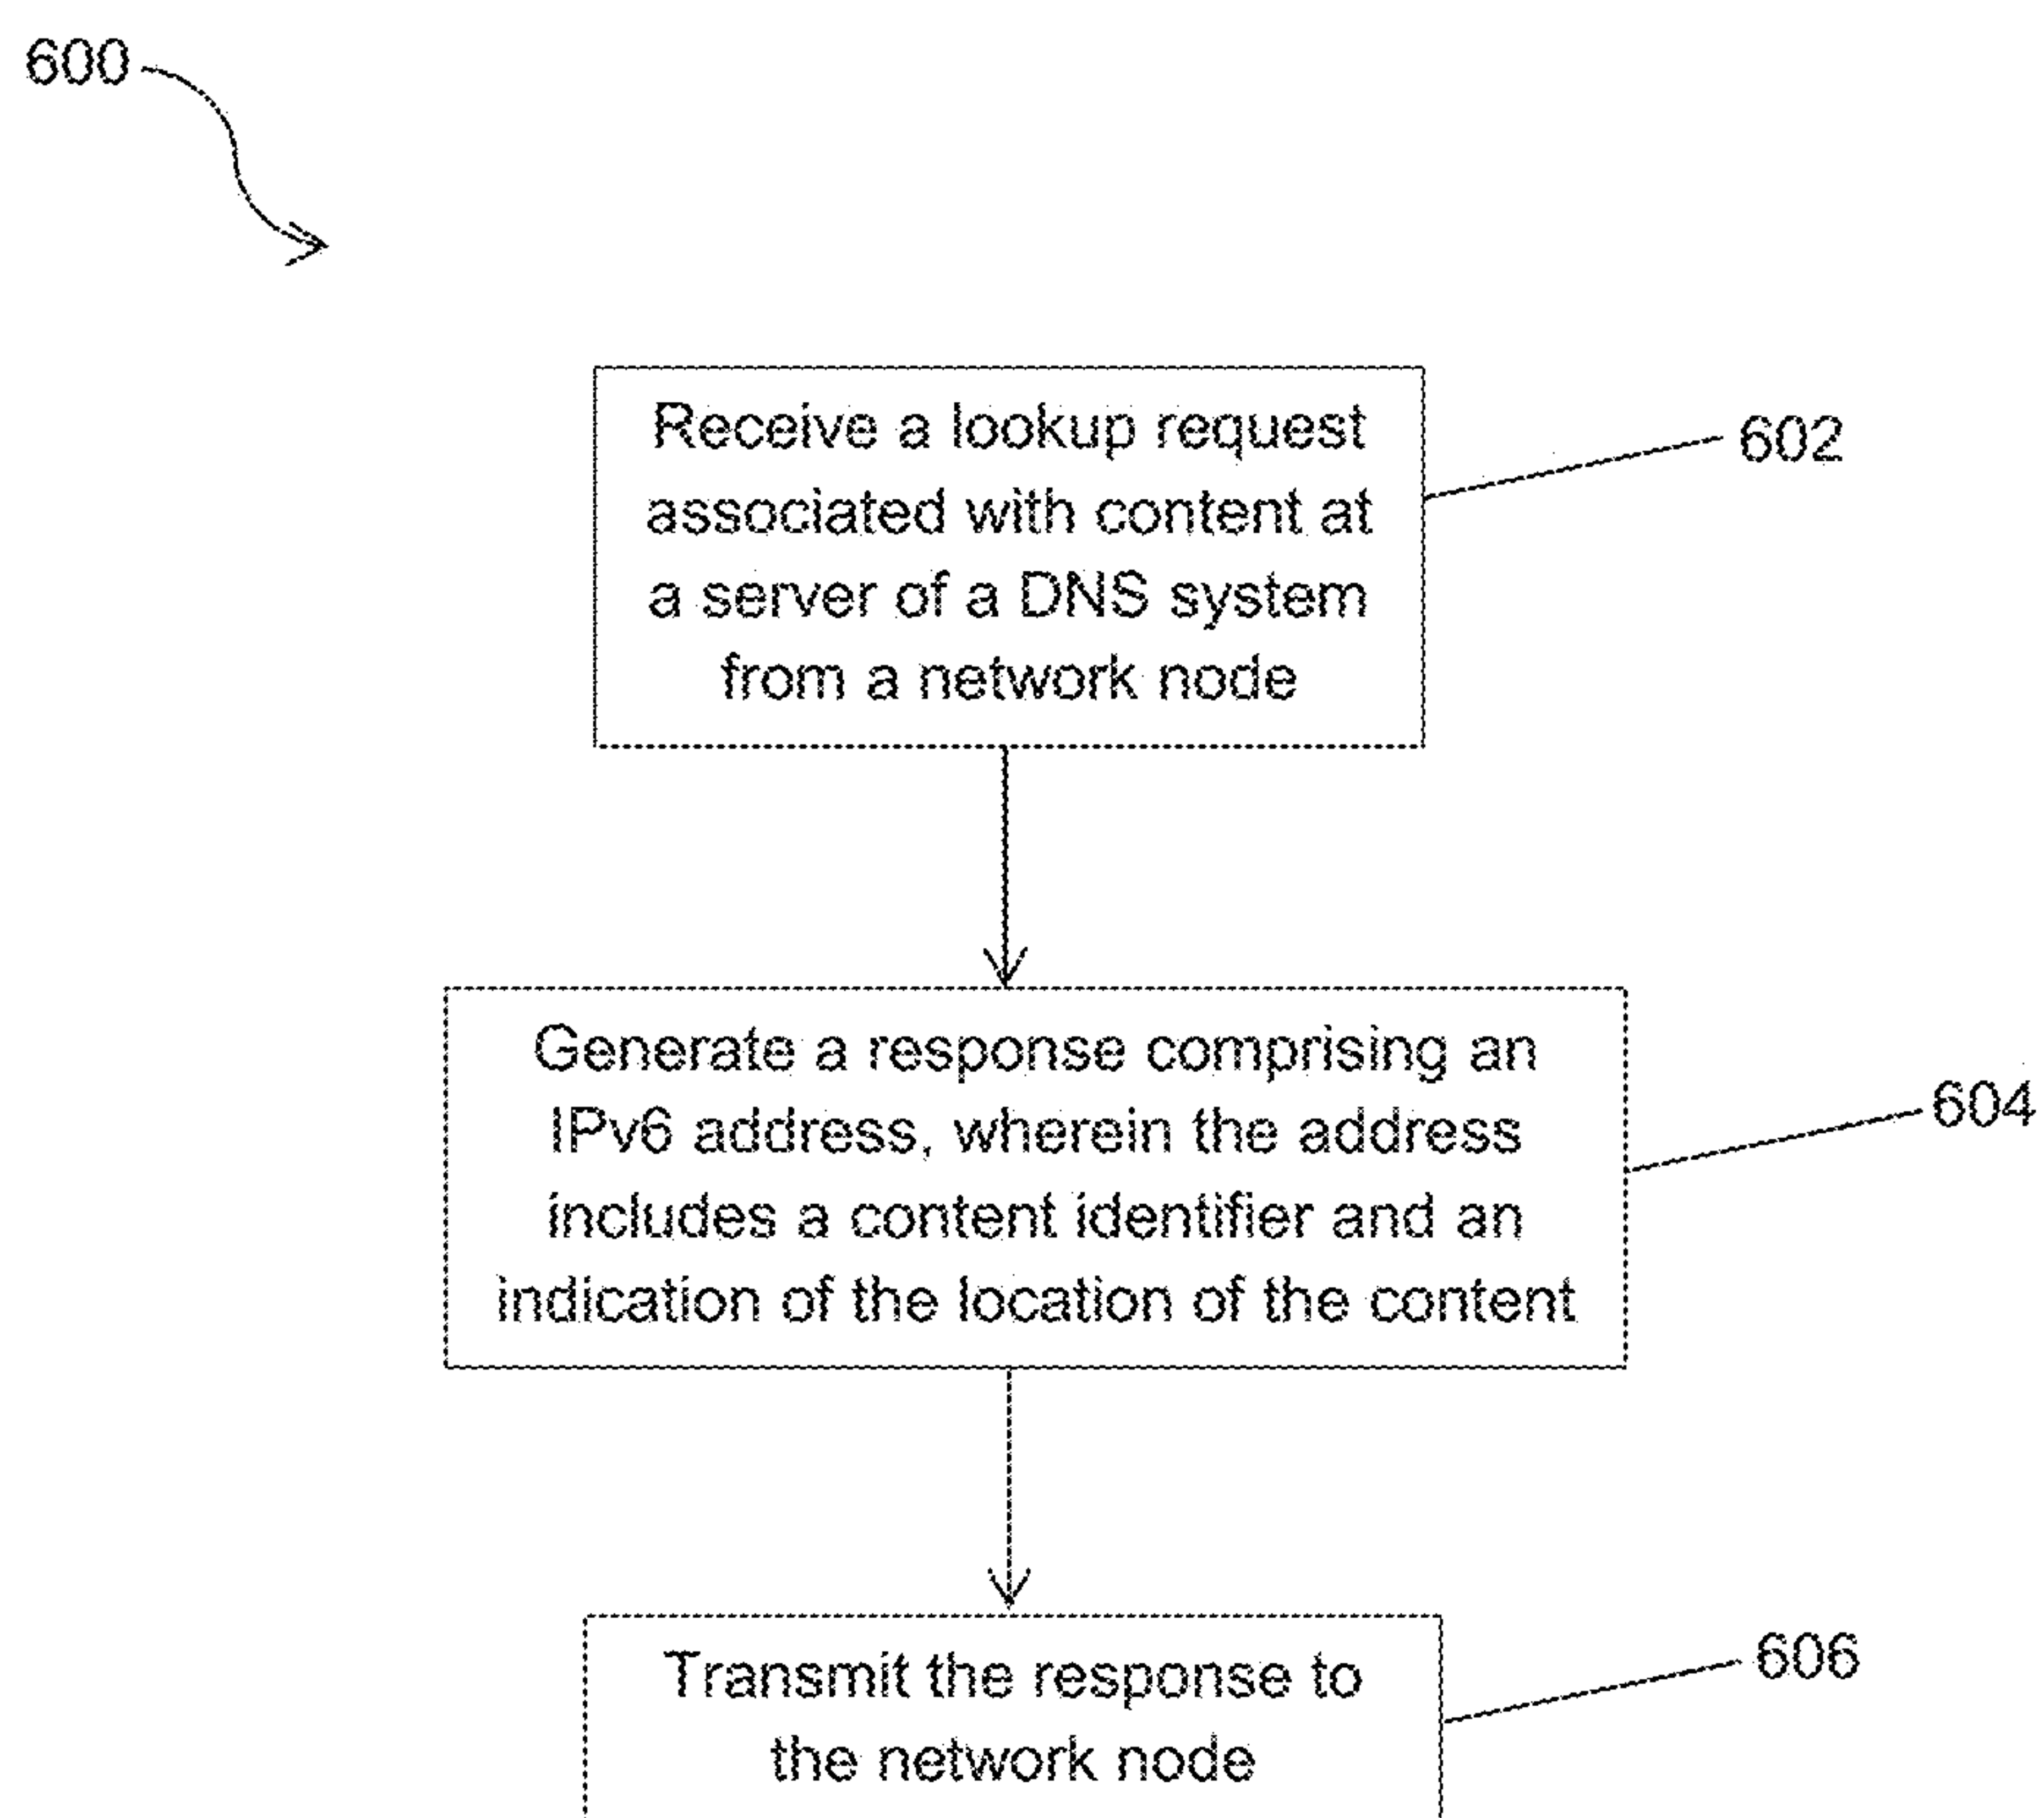 600
Receive a lookup request
associated with content at
a server of a DNS system
from a network node
602
Generate a response comprising an
IPv6 address, wherein the address
includes a content identifier and an
indication of the location of the content
604
Transmit the response to
the network node
606